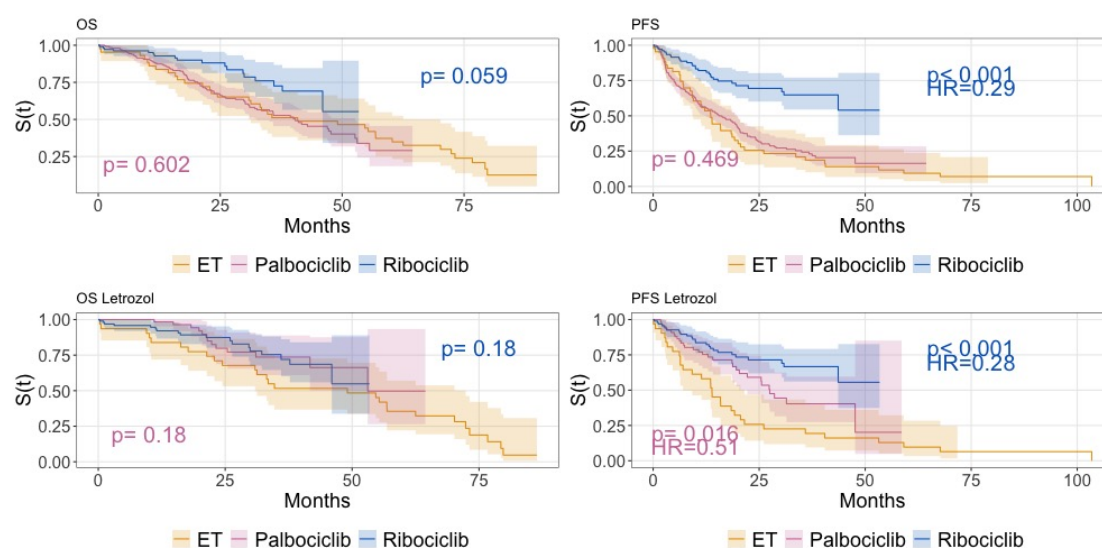 OS
S(t)
1.00
0.75
0.50
0.25
p= 0.059
p= 0.602
0 25 50 75
Months
ET Palbociclib Ribociclib
PFS
S(t)
1.00
0.75
0.50
0.25
0.00
p< 0.001
HR=0.29
p= 0.469
0 25 50 75 100
Months
ET Palbociclib Ribociclib
OS Letrozol
S(t)
1.00
0.75
0.50
0.25
0.00
p= 0.18
p= 0.18
0 25 50 75
Months
ET Palbociclib Ribociclib
PFS Letrozol
S(t)
1.00
0.75
0.50
0.25
0.00
p< 0.001
HR=0.28
p= 0.016
HR=0.51
0 25 50 75 100
Months
ET Palbociclib Ribociclib